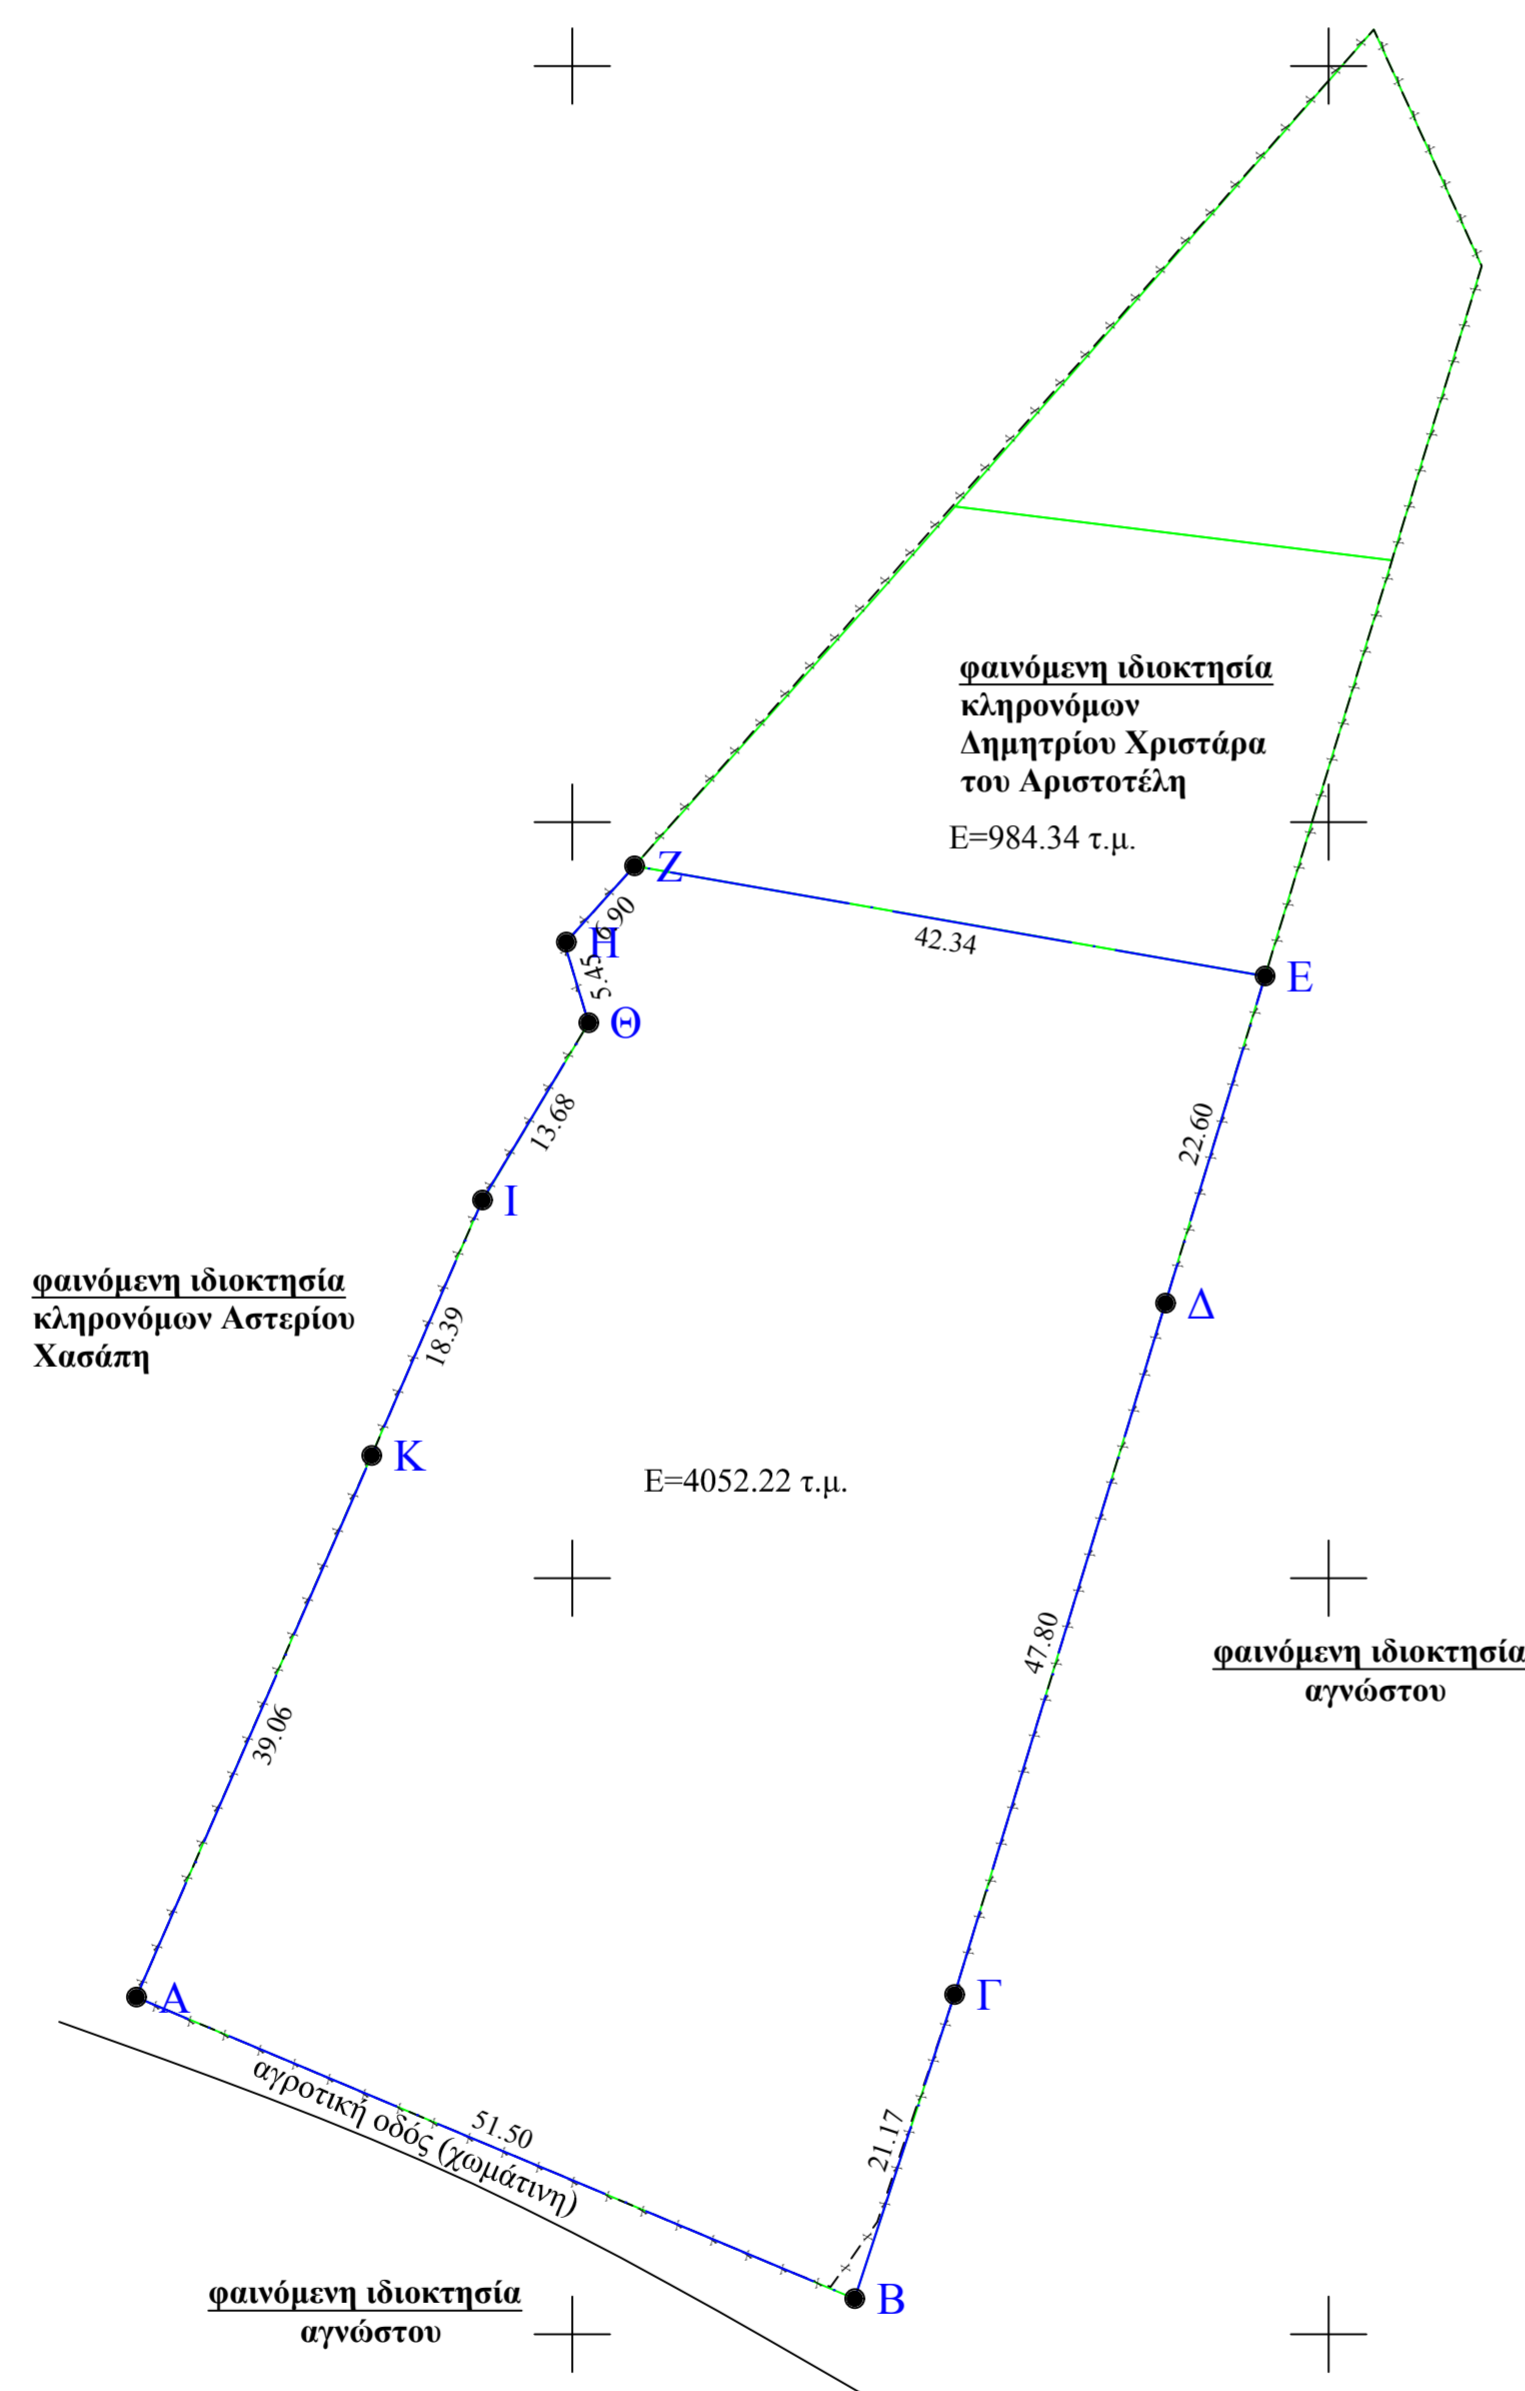 φαινόμενη ιδιοκτησία
κληρονόμων
Δημητρίου Χριστάρα
του Αριστοτέλη
Ε=984.34 τ.μ.
Ζ
6.90
Η
42.34
5.45
Ε
Θ
13.68
22.60
Ι
φαινόμενη ιδιοκτησία
κληρονόμων Αστερίου
Χασάπη
18.39
Δ
Κ
Ε=4052.22 τ.μ.
47.80
φαινόμενη ιδιοκτησία
αγνώστου
39.06
Α
Γ
αγροτική οδός (χωμάτινη)
51.50
21.17
Β
φαινόμενη ιδιοκτησία
αγνώστου